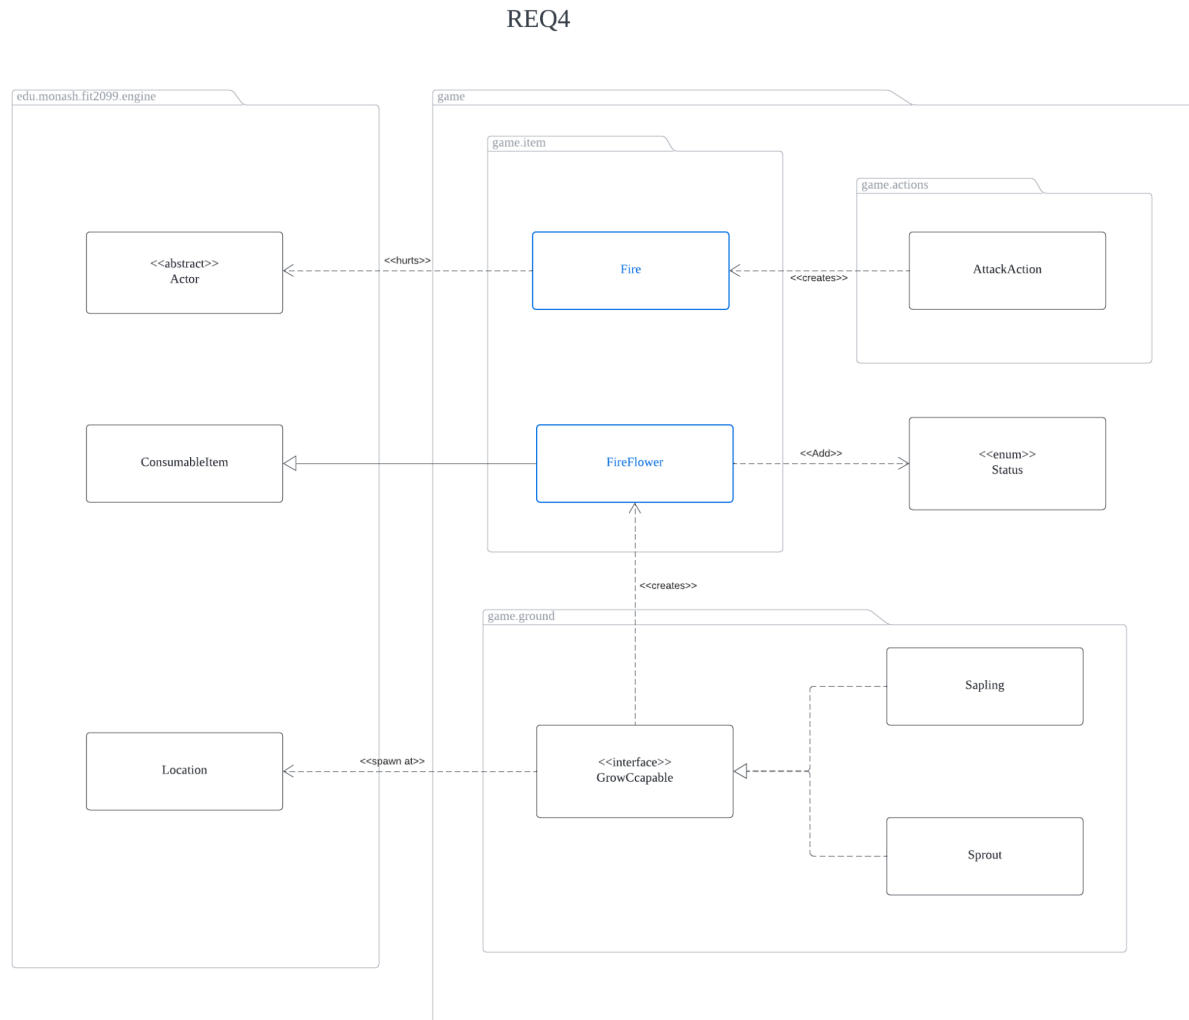 REQ4
edu.monash.fit2099.engine
game
game.item
game.actions
<<abstract>>
Actor
<<hurts>>
Fire
<<creates>>
AttackAction
ConsumableItem
FireFlower
<<Add>>
<<enum>>
Status
<<creates>>
game.ground
Sapling
Location
<<spawn at>>
<<interface>>
GrowCcapable
Sprout